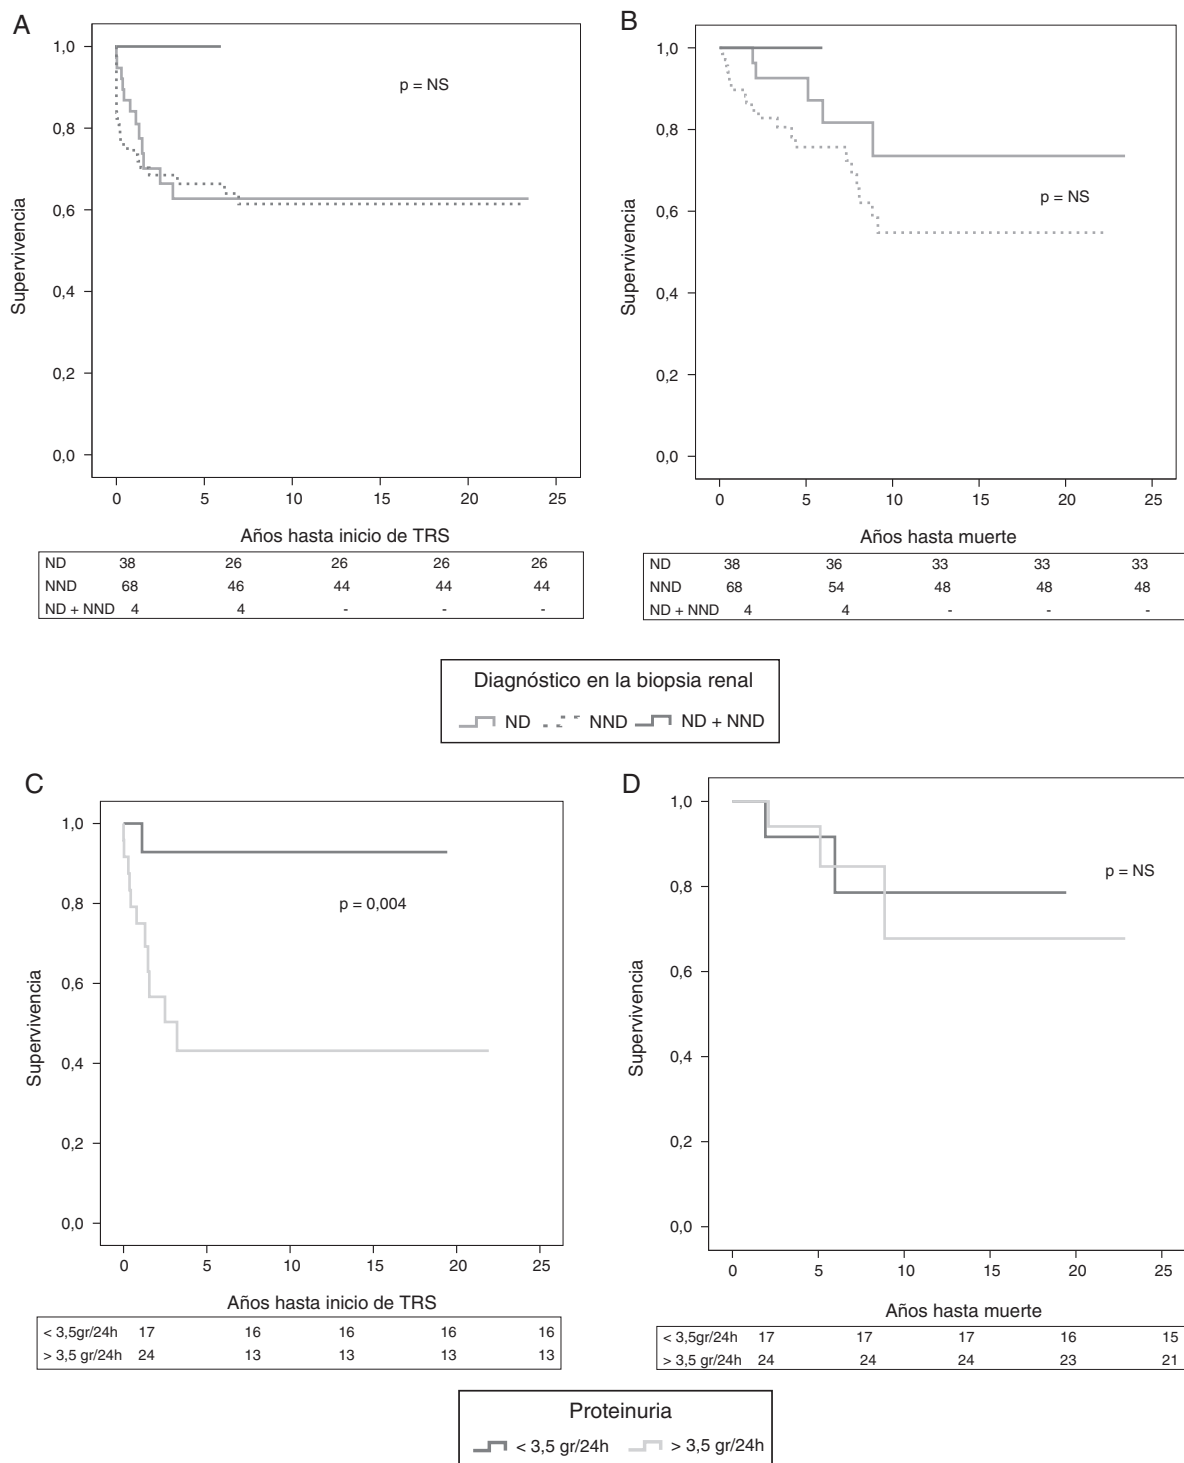 A
1,0
0,8
0,6
0,4
0,2
0,0
Supervivencia
p = NS
0 5 10 15 20 25
Años hasta inicio de TRS
ND 38 26 26 26 26
NND 68 46 44 44 44
ND + NND 4 4 - - -
B
1,0
0,8
0,6
0,4
0,2
0,0
Supervivencia
p = NS
0 5 10 15 20 25
Años hasta muerte
ND 38 36 33 33 33
NND 68 54 48 48 48
ND + NND 4 4 - - -
Diagnóstico en la biopsia renal
ND NND ND + NND
C
1,0
0,8
0,6
0,4
0,2
0,0
Supervivencia
p = 0,004
0 5 10 15 20 25
Años hasta inicio de TRS
< 3,5gr/24h 17 16 16 16 16
> 3,5 gr/24h 24 13 13 13 13
D
1,0
0,8
0,6
0,4
0,2
0,0
Supervivencia
p = NS
0 5 10 15 20 25
Años hasta muerte
< 3,5gr/24h 17 17 17 16 15
> 3,5 gr/24h 24 24 24 23 21
Proteinuria
< 3,5 gr/24h > 3,5 gr/24h